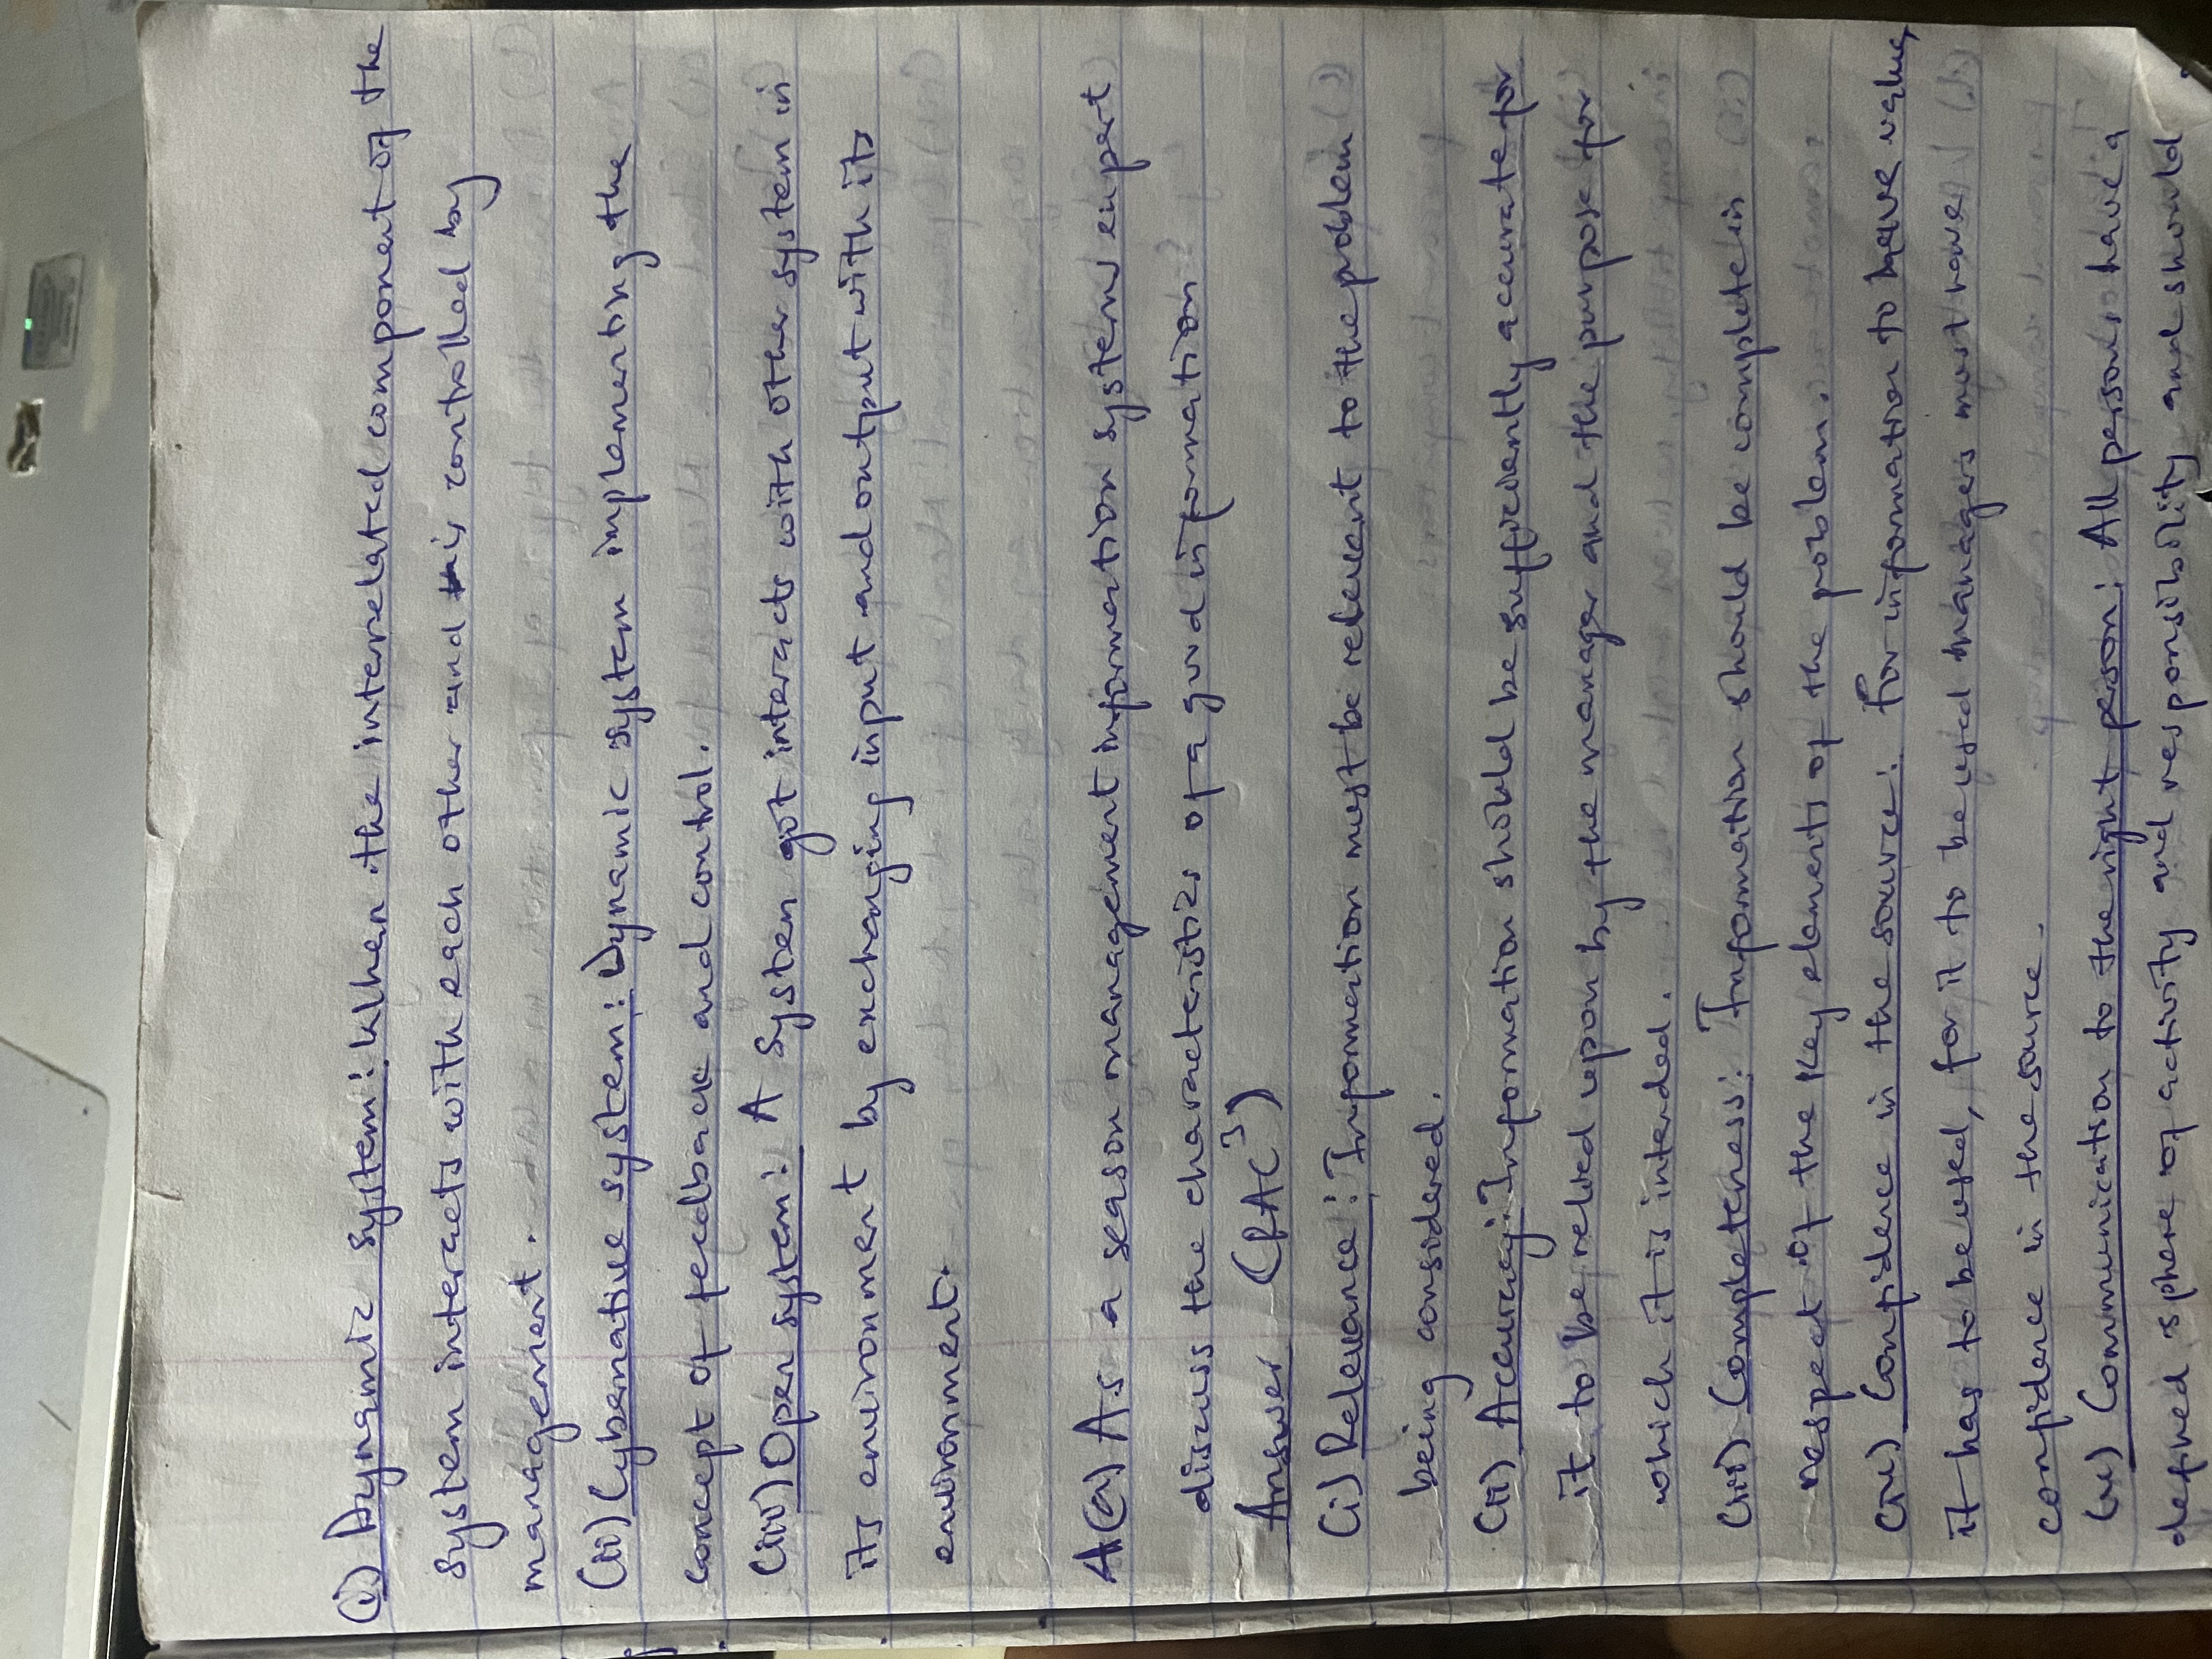 (i) Dynamic system: When the interrelated component of the
system interacts with each other and is controlled by
management.
(ii) Cybernative system: Dynamic system implementing the
concept of feedback and control.
(iii) Open system: A system got interacts with other system in
its environment by exchanging input and output with its
environment.
4(a) As a season management information systems expert
discuss the characteristics of a good information
Answer (RAC³)
(i) Relevance: Information must be relevant to the problem
being considered.
(ii) Accuracy: Information should be sufficiently accurate for
it to be relied upon by the manager and the purpose for
which it is intended.
(iii) Completeness: Information should be complete in
respect of the key elements of the problem.
(iv) Confidence in the source: For information to have value,
it has to be used, for it to be used managers must have
confidence in the source.
(v) Communication to the right person: All persons have a
defined sphere of activity and responsibility and should